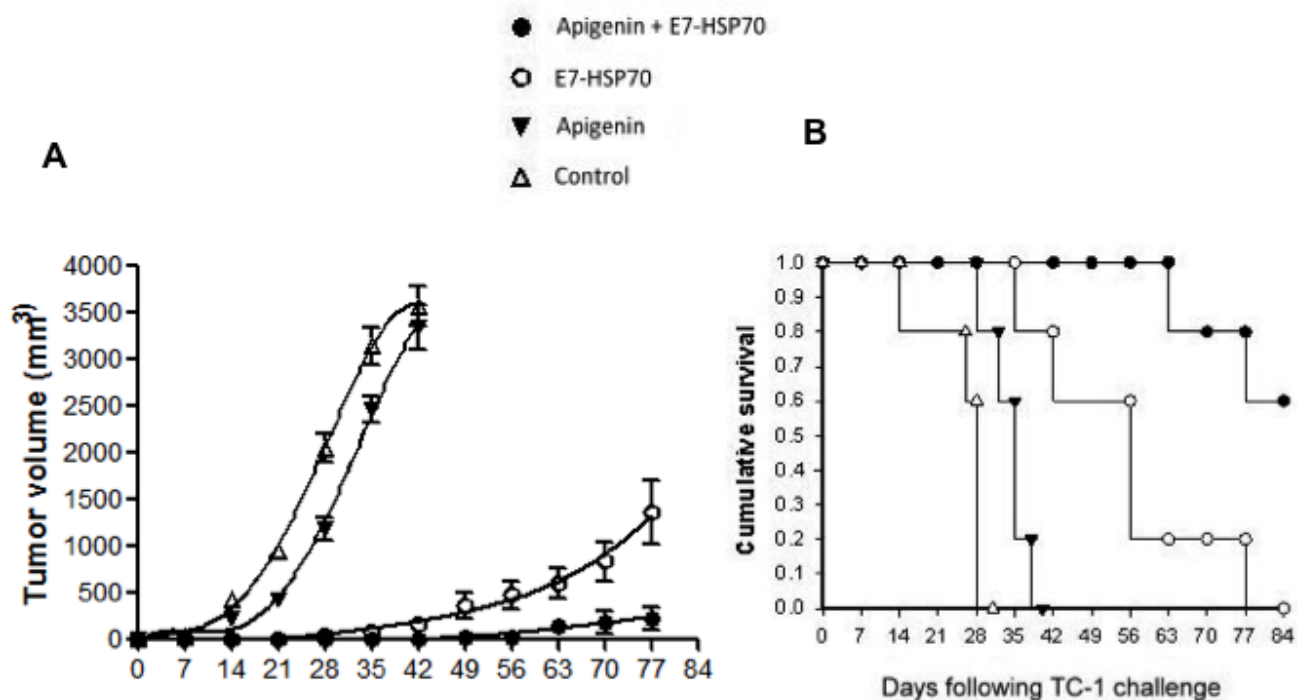 Apigenin + E7-HSP70
E7-HSP70
Apigenin
Control
A
B
Tumor volume (mm3)
4000
3500
3000
2500
2000
1500
1000
500
0
0 7 14 21 28 35 42 49 56 63 70 77 84
Cumulative survival
1.0
0.9
0.8
0.7
0.6
0.5
0.4
0.3
0.2
0.1
0.0
0 7 14 21 28 35 42 49 56 63 70 77 84
Days following TC-1 challenge